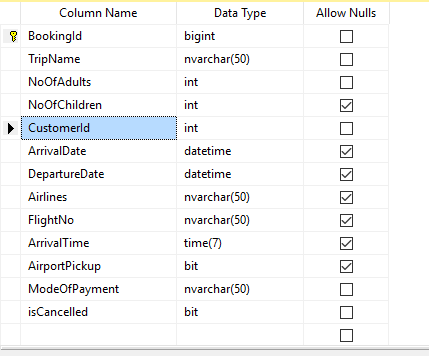 Column Name Data Type Allow Nulls
BookingId bigint
TripName nvarchar(50)
NoOfAdults int
NoOfChildren int
CustomerId int
ArrivalDate datetime
DepartureDate datetime
Airlines nvarchar(50)
FlightNo nvarchar(50)
ArrivalTime time(7)
AirportPickup bit
ModeOfPayment nvarchar(50)
isCancelled bit